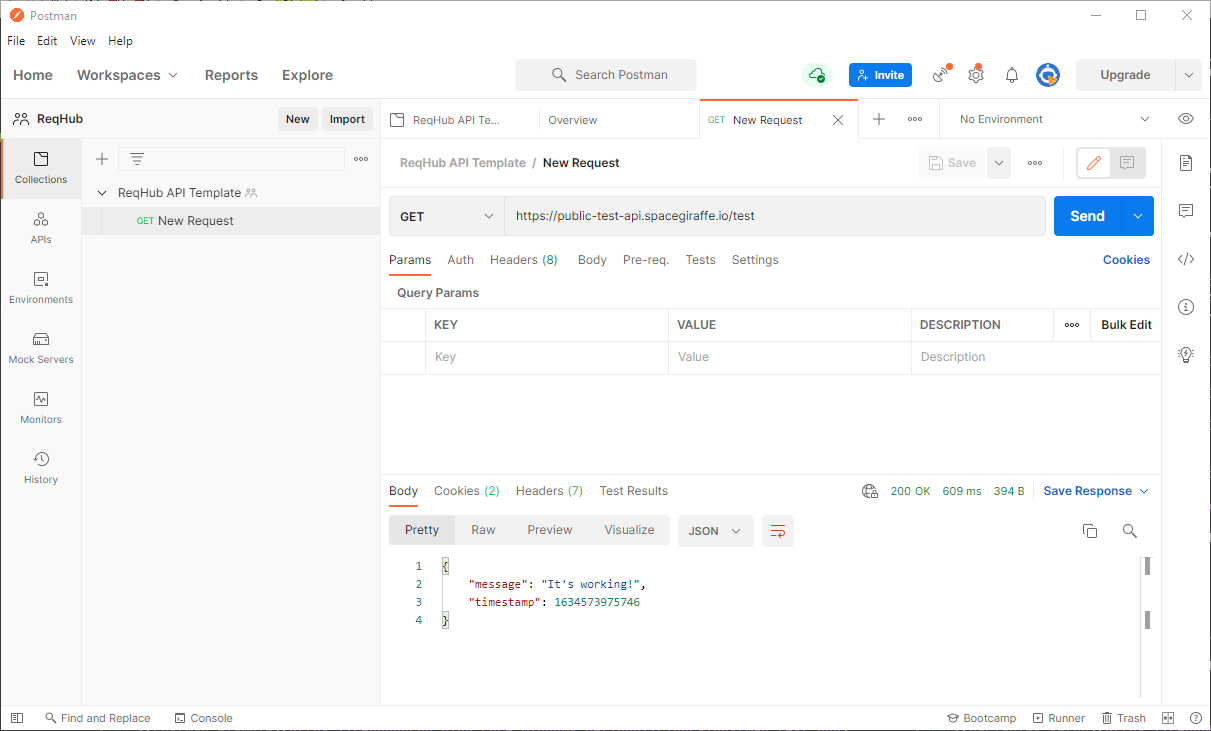 Postman
File Edit View Help
Home Workspaces Reports Explore Search Postman Invite Upgrade
ReqHub New Import ReqHub API Te... Overview GET New Request No Environment
ReqHub API Template / New Request Save
Collections
ReqHub API Template
GET New Request
GET https://public-test-api.spacegiraffe.io/test Send
APIs
Params Auth Headers (8) Body Pre-req. Tests Settings Cookies
Query Params
Environments
KEY VALUE DESCRIPTION Bulk Edit
Key Value Description
Mock Servers
Monitors
History
Body Cookies (2) Headers (7) Test Results 200 OK 609 ms 394 B Save Response
Pretty Raw Preview Visualize JSON
1 {
2 "message": "It's working!",
3 "timestamp": 1634573975746
4 }
Find and Replace Console Bootcamp Runner Trash